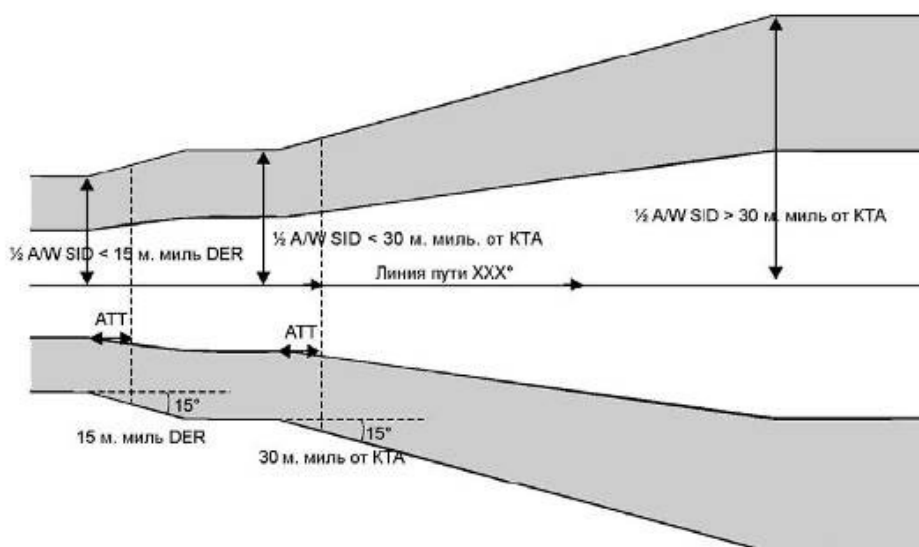 ½ A/W SID < 15 м. миль DER
½ A/W SID < 30 м. миль. от КТА
½ A/W SID > 30 м. миль от КТА
Линия пути XXX°
ATT
ATT
15°
15°
15 м. миль DER
30 м. миль от КТА